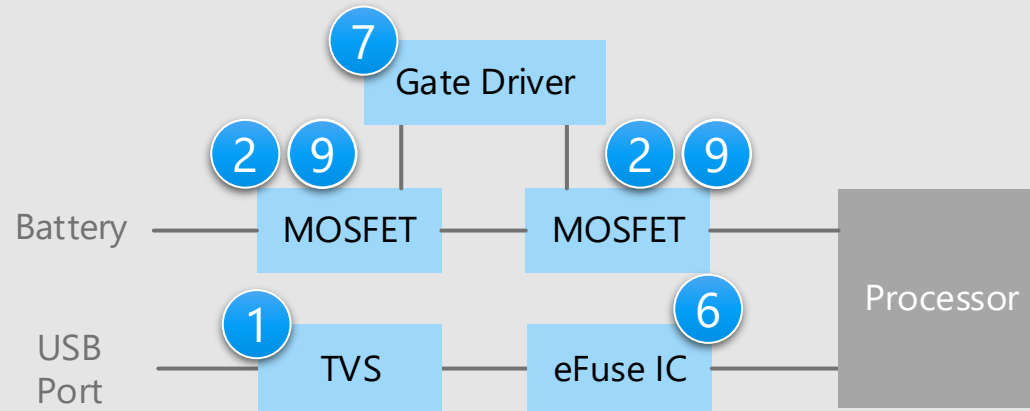 7
Gate Driver
2 9
2 9
Battery
MOSFET
MOSFET
Processor
1
6
USB
Port
TVS
eFuse IC